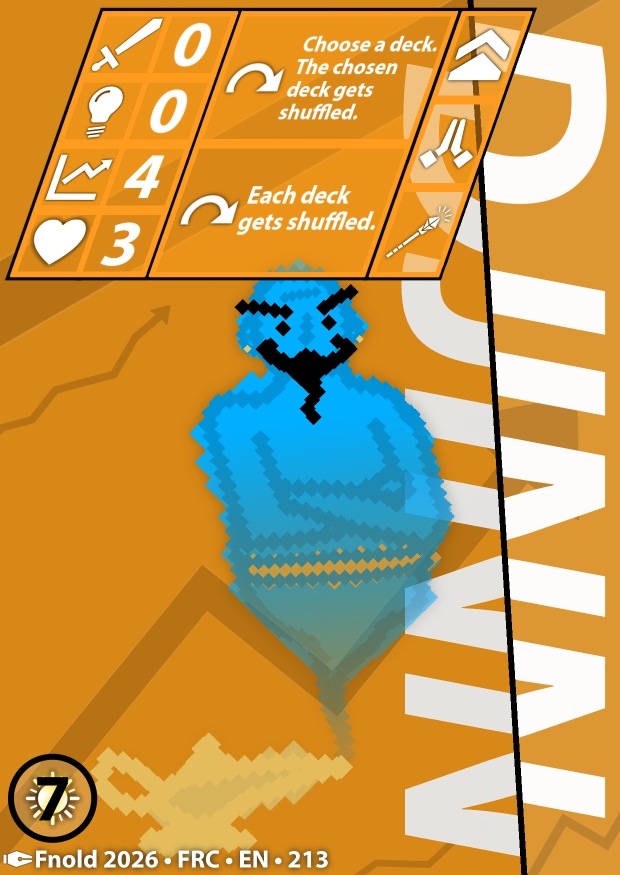 0
0
4
3
Choose a deck.
The chosen
deck gets
shuffled.
Each deck
gets shuffled.
DJINN
7
Fnold 2026 • FRC • EN • 213